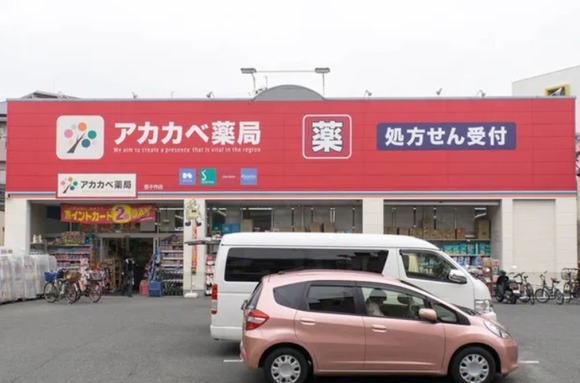 アカカベ薬局
We aim to create a presence that is vital in the region
薬
処方せん受付
アカカベ薬局
ポイントカード2倍